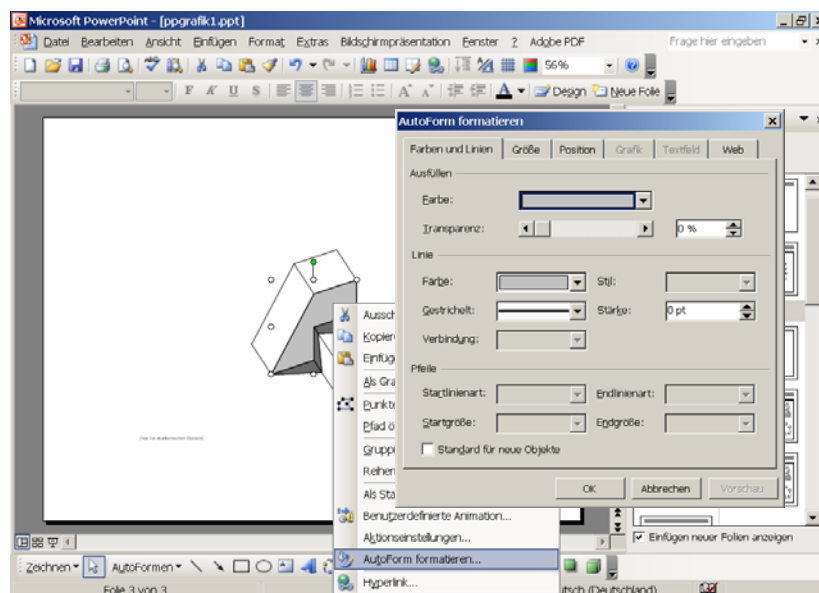 Microsoft PowerPoint - [ppgrafik1.ppt]
Datei Bearbeiten Ansicht Einfügen Format Extras Bildschirmpräsentation Fenster ? Adobe PDF Frage hier eingeben
56%
F K U S Design Neue Folie
AutoForm formatieren
Farben und Linien Größe Position Grafik Textfeld Web
Ausfüllen
Farbe:
Transparenz: 0 %
Linie
Farbe: Stil:
Gestrichelt: Stärke: 0 pt
Verbindung:
Pfeile
Startlinienart: Endlinienart:
Startgröße: Endgröße:
Standard für neue Objekte
OK Abbrechen Vorschau
Aussch
Kopier
Einfüg
Als Gra
Punkte
Pfad ö
Gruppi
Reihen
Als Sta
Benutzerdefinierte Animation...
Aktionseinstellungen...
AutoForm formatieren...
Hyperlink...
Einfügen neuer Folien anzeigen
Zeichnen AutoFormen
Folie 3 von 3 utsch (Deutschland)